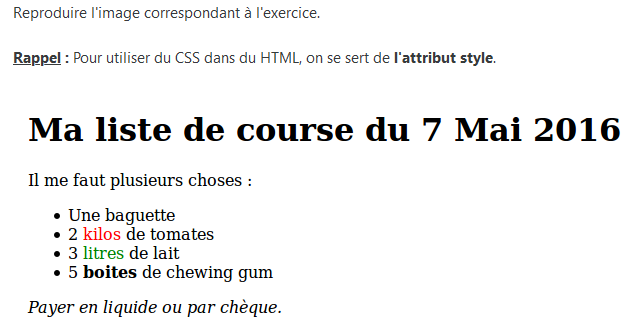 Reproduire l'image correspondant à l'exercice.
Rappel : Pour utiliser du CSS dans du HTML, on se sert de l'attribut style.
Ma liste de course du 7 Mai 2016
Il me faut plusieurs choses :
• Une baguette
• 2 kilos de tomates
• 3 litres de lait
• 5 boites de chewing gum
Payer en liquide ou par chèque.